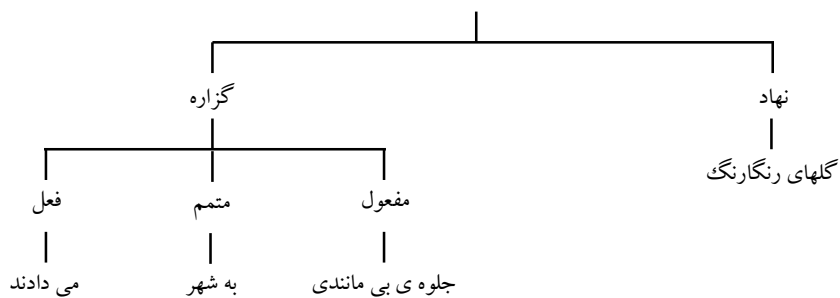 نهاد
گزاره
گلهای رنگارنگ
مفعول
متمم
فعل
جلوه ی بی مانندی
به شهر
می دادند